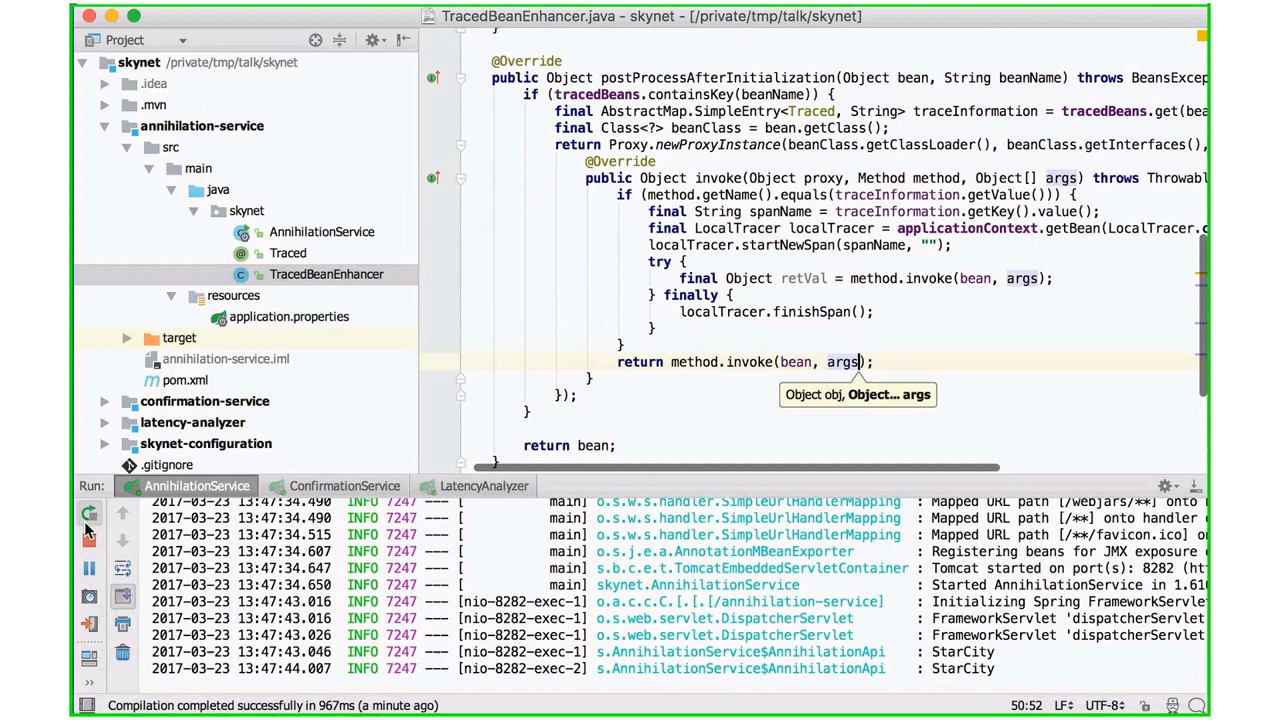 TracedBeanEnhancer.java - skynet - [/private/tmp/talk/skynet]
Project
skynet /private/tmp/talk/skynet
.idea
.mvn
annihilation-service
src
main
java
skynet
AnnihilationService
Traced
TracedBeanEnhancer
resources
application.properties
target
annihilation-service.iml
pom.xml
confirmation-service
latency-analyzer
skynet-configuration
.gitignore
}
@Override
public Object postProcessAfterInitialization(Object bean, String beanName) throws BeansExcep
if (tracedBeans.containsKey(beanName)) {
final AbstractMap.SimpleEntry<Traced, String> traceInformation = tracedBeans.get(bea
final Class<?> beanClass = bean.getClass();
return Proxy.newProxyInstance(beanClass.getClassLoader(), beanClass.getInterfaces(),
@Override
public Object invoke(Object proxy, Method method, Object[] args) throws Throwabl
if (method.getName().equals(traceInformation.getValue())) {
final String spanName = traceInformation.getKey().value();
final LocalTracer localTracer = applicationContext.getBean(LocalTracer.c
localTracer.startNewSpan(spanName, "");
try {
final Object retVal = method.invoke(bean, args);
} finally {
localTracer.finishSpan();
}
}
return method.invoke(bean, args);
}
Object obj, Object... args
});
}
return bean;
}
Run: AnnihilationService ConfirmationService LatencyAnalyzer
2017-03-23 13:47:34.490 INFO 7247 --- [ main] o.s.w.s.handler.SimpleUrlHandlerMapping : Mapped URL path [/webjars/**] onto h
2017-03-23 13:47:34.490 INFO 7247 --- [ main] o.s.w.s.handler.SimpleUrlHandlerMapping : Mapped URL path [/**] onto handler o
2017-03-23 13:47:34.515 INFO 7247 --- [ main] o.s.w.s.handler.SimpleUrlHandlerMapping : Mapped URL path [/**/favicon.ico] on
2017-03-23 13:47:34.607 INFO 7247 --- [ main] o.s.j.e.a.AnnotationMBeanExporter : Registering beans for JMX exposure o
2017-03-23 13:47:34.647 INFO 7247 --- [ main] s.b.c.e.t.TomcatEmbeddedServletContainer : Tomcat started on port(s): 8282 (ht
2017-03-23 13:47:34.650 INFO 7247 --- [ main] skynet.AnnihilationService : Started AnnihilationService in 1.61
2017-03-23 13:47:43.016 INFO 7247 --- [nio-8282-exec-1] o.a.c.c.C.[.[.[/annihilation-service] : Initializing Spring FrameworkServlet
2017-03-23 13:47:43.016 INFO 7247 --- [nio-8282-exec-1] o.s.web.servlet.DispatcherServlet : FrameworkServlet 'dispatcherServlet'
2017-03-23 13:47:43.026 INFO 7247 --- [nio-8282-exec-1] o.s.web.servlet.DispatcherServlet : FrameworkServlet 'dispatcherServlet'
2017-03-23 13:47:43.046 INFO 7247 --- [nio-8282-exec-1] s.AnnihilationService$AnnihilationApi : StarCity
2017-03-23 13:47:44.007 INFO 7247 --- [nio-8282-exec-2] s.AnnihilationService$AnnihilationApi : StarCity
Compilation completed successfully in 967ms (a minute ago)
50:52 LF÷ UTF-8÷